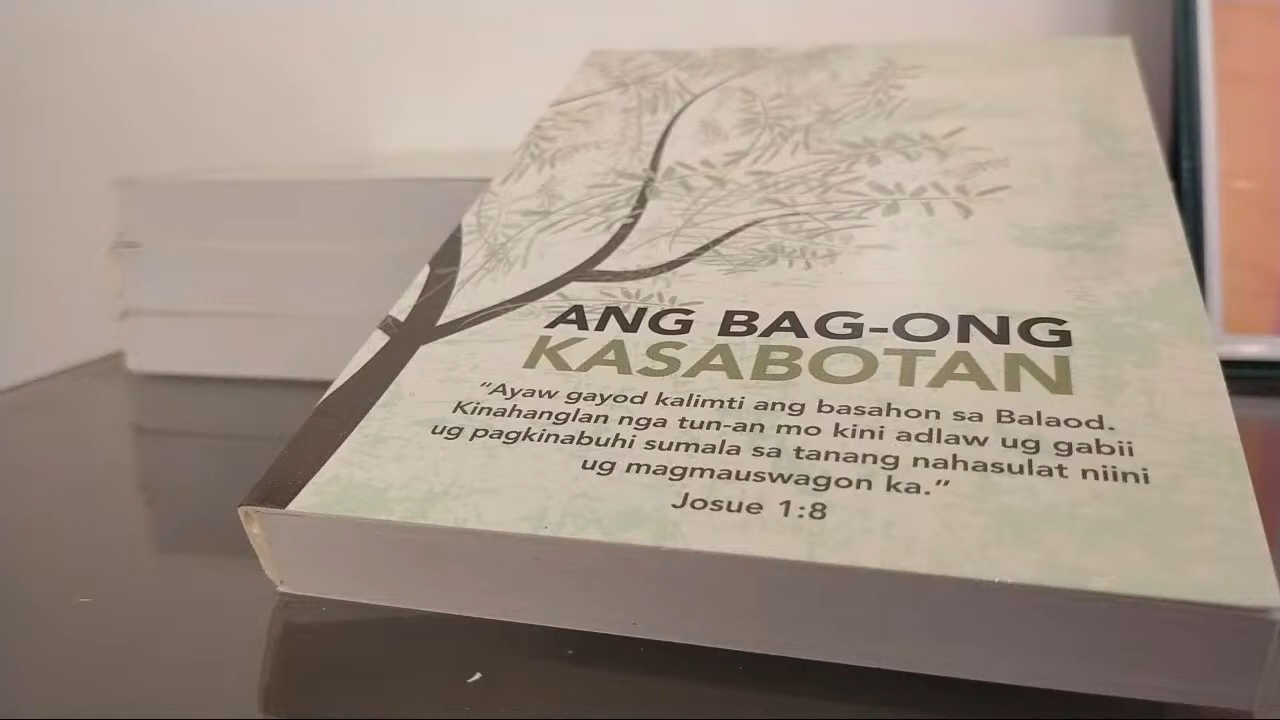 ANG BAG-ONG
KASABOTAN
"Ayaw gayod kalimti ang basahon sa Balaod.
Kinahanglan nga tun-an mo kini adlaw ug gabii
ug pagkinabuhi sumala sa tanang nahasulat niini
ug magmauswagon ka."
Josue 1:8